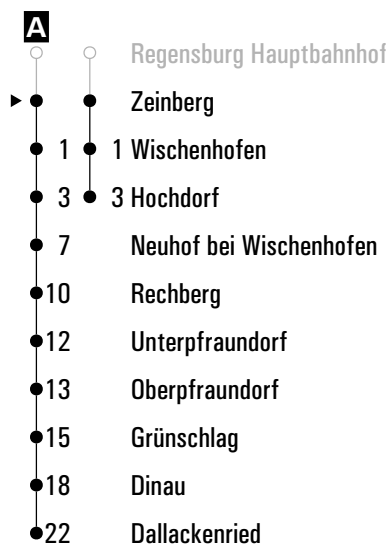 A
Regensburg Hauptbahnhof
Zeinberg
1 1 Wischenhofen
3 3 Hochdorf
7 Neuhof bei Wischenhofen
10 Rechberg
12 Unterpfraundorf
13 Oberpfraundorf
15 Grünschlag
18 Dinau
22 Dallackenried